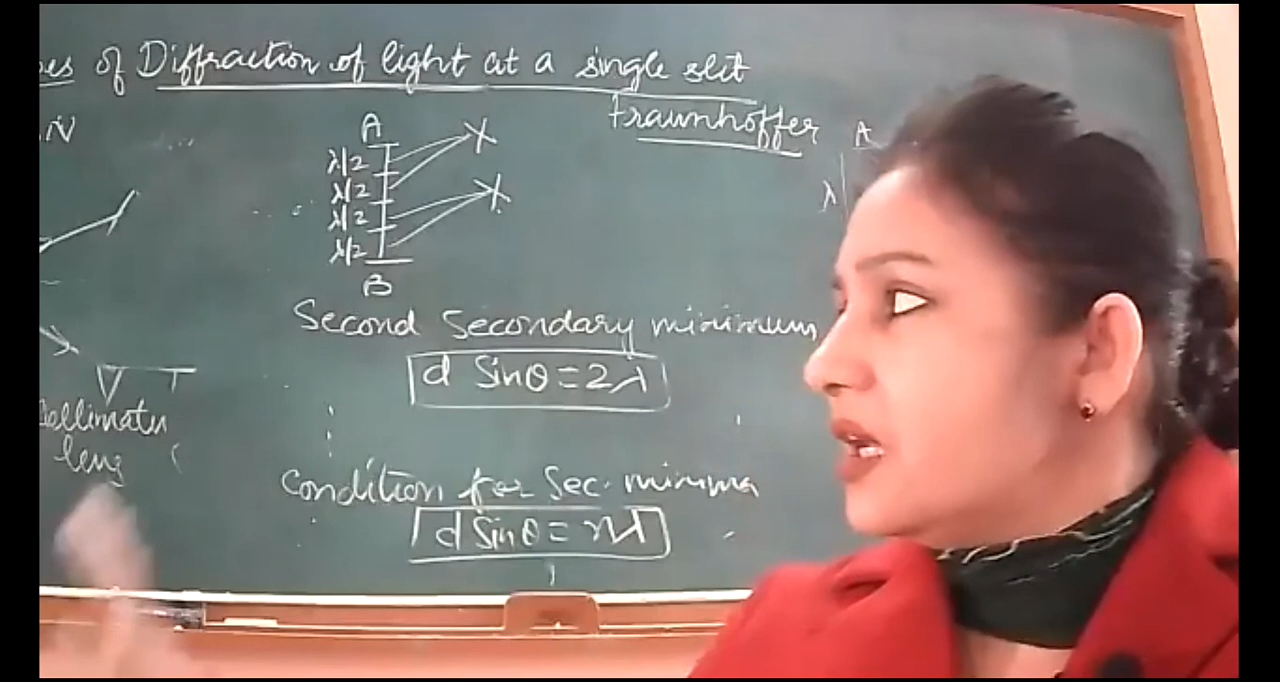 of Diffraction of light at a single slit
Fraunhoffer
N
A
A
λ/2
λ/2
λ/2
λ/2
λ
B
Second Secondary minimum
d Sinθ = 2λ
Collimater
lens
Condition for Sec. minima
d Sinθ = nλ